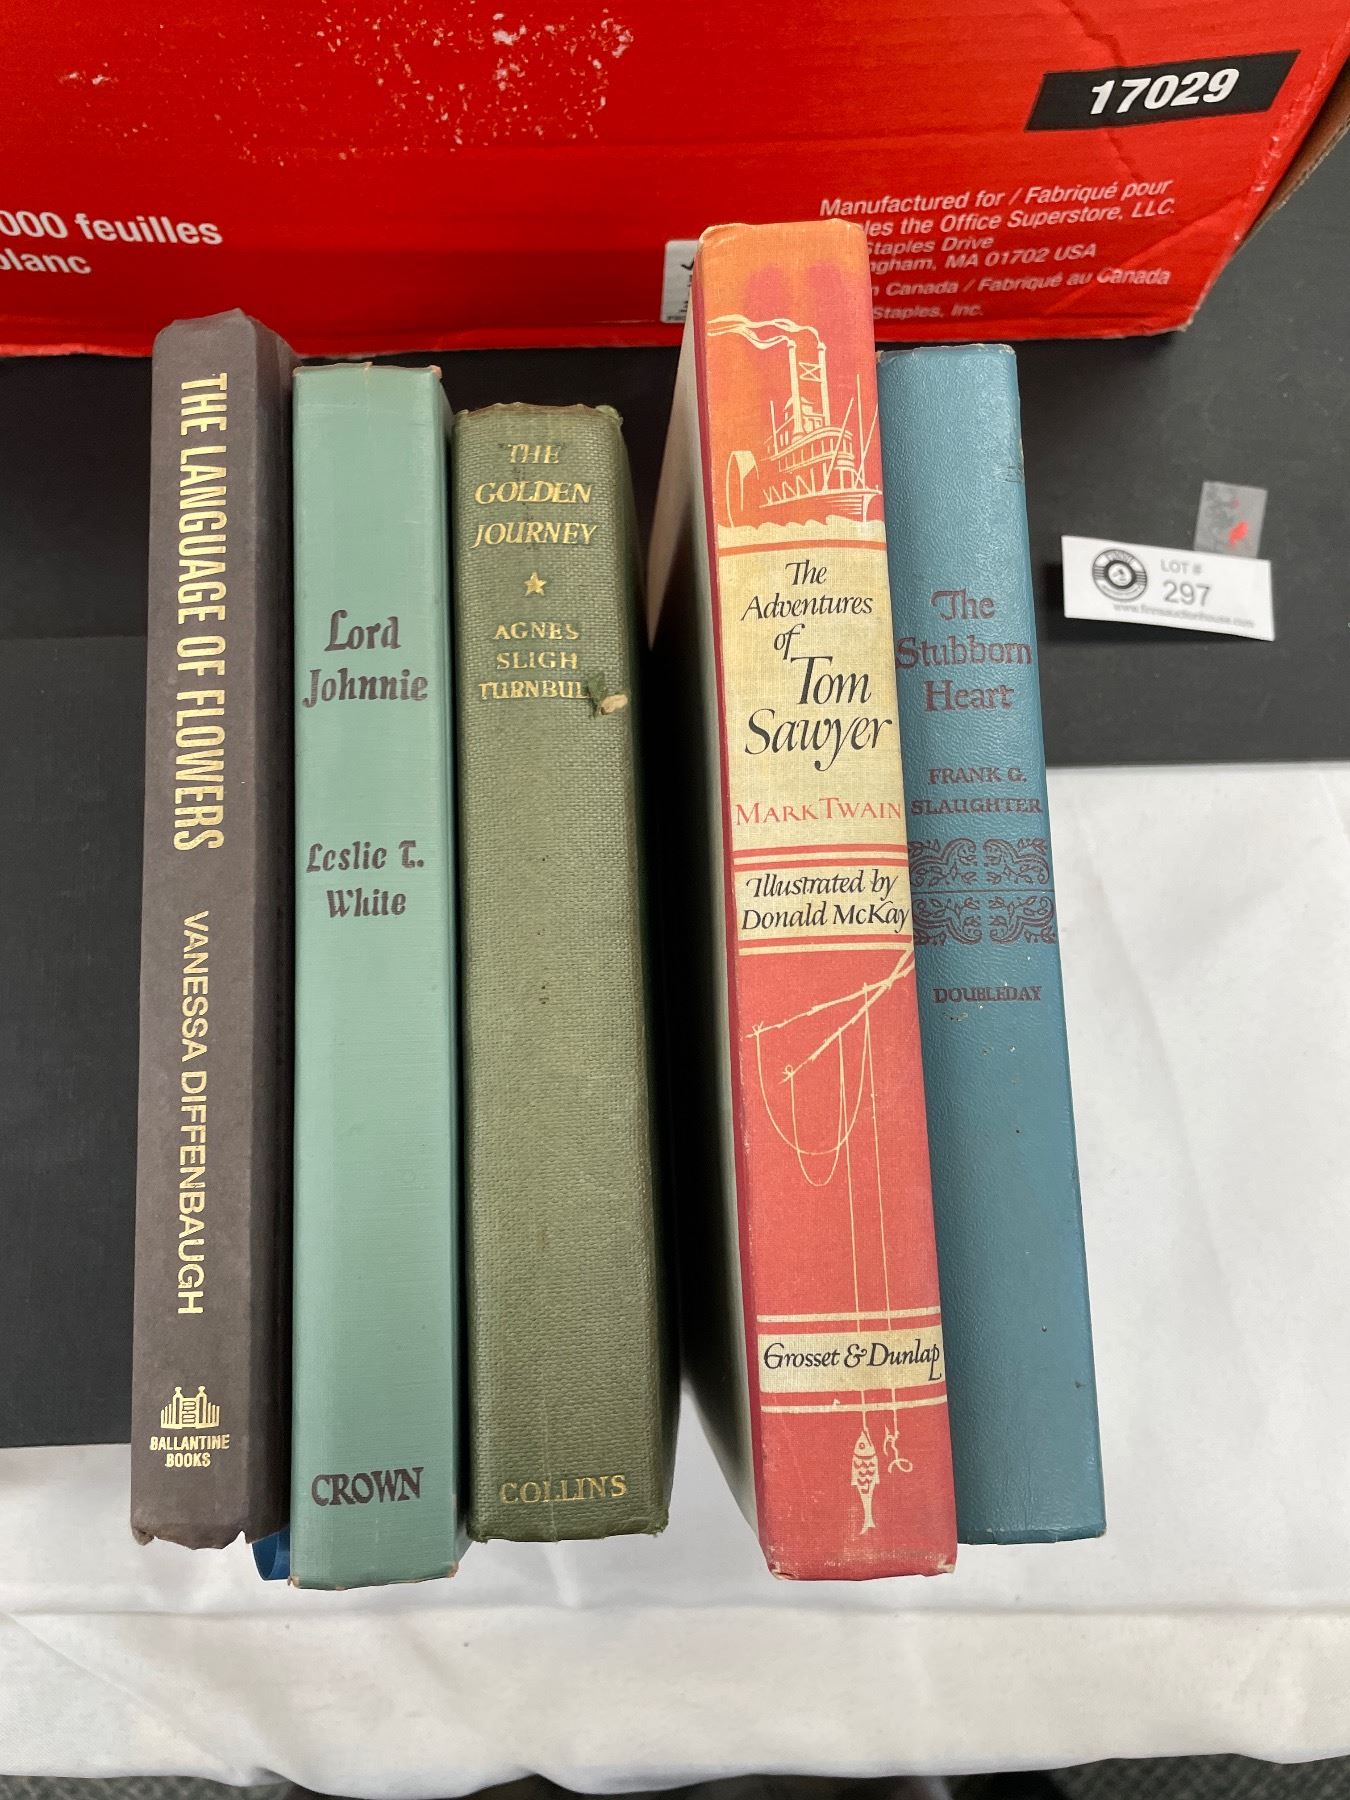 17029
000 feuilles
blanc
Manufactured for / Fabriqué pour
les the Office Superstore, LLC.
Staples Drive
ngham, MA 01702 USA
n Canada / Fabriqué au Canada
Staples, Inc.
THE LANGUAGE OF FLOWERS
VANESSA DIFFENBAUGH
BALLANTINE
BOOKS
Lord
Johnnie
Leslie T.
White
CROWN
THE
GOLDEN
JOURNEY
AGNES
SLIGH
TURNBUL
COLLINS
The
Adventures
of
Tom
Sawyer
MARK TWAIN
Illustrated by
Donald McKay
Grosset & Dunlap
The
Stubborn
Heart
FRANK G.
SLAUGHTER
DOUBLEDAY
LOT #
297